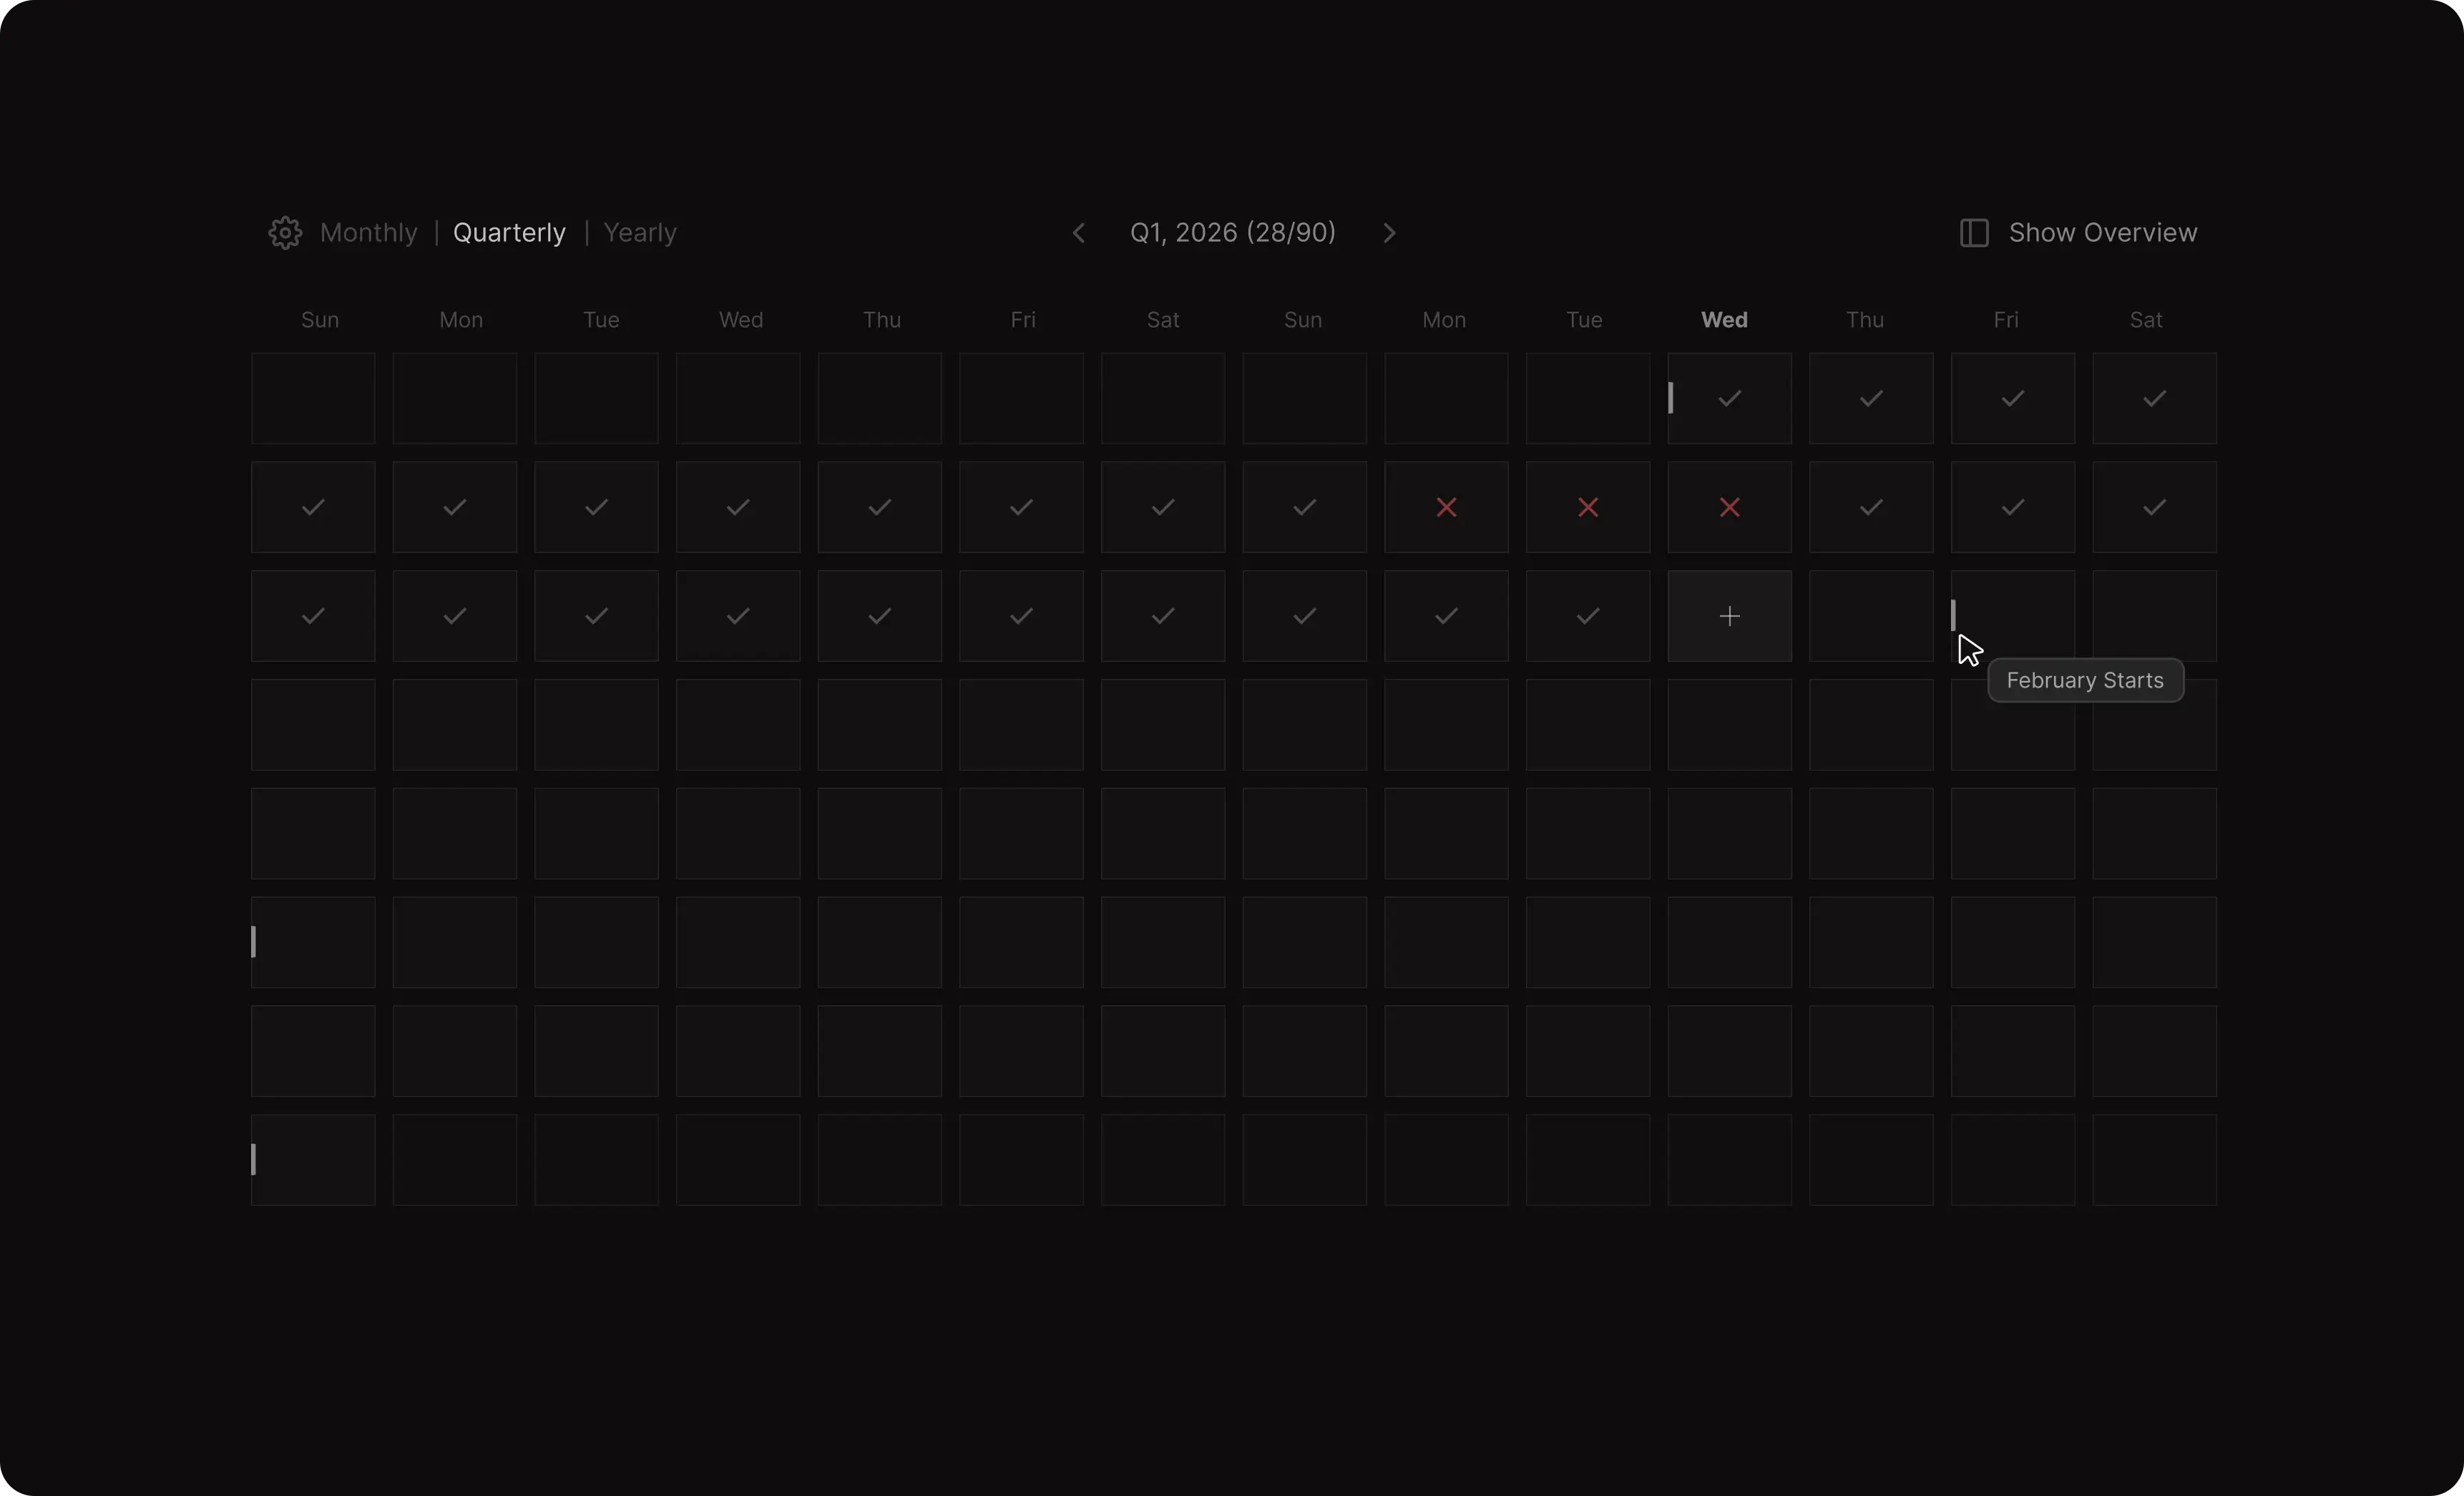 Monthly | Quarterly | Yearly
Q1, 2026 (28/90)
Show Overview
Sun Mon Tue Wed Thu Fri Sat Sun Mon Tue Wed Thu Fri Sat
February Starts